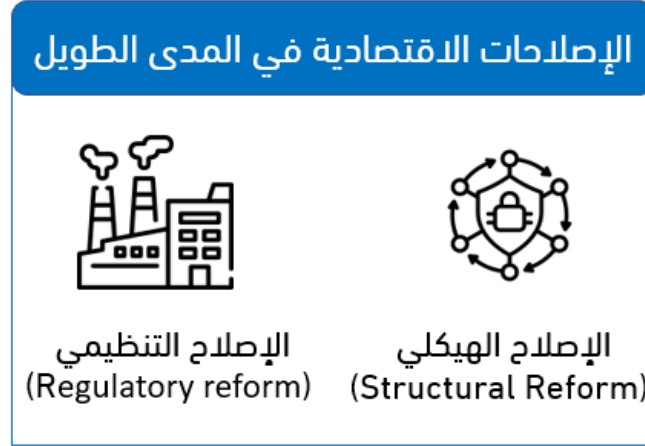 الإصلاحات الاقتصادية في المدى الطويل
الإصلاح الهيكلي
(Structural Reform)
الإصلاح التنظيمي
(Regulatory reform)